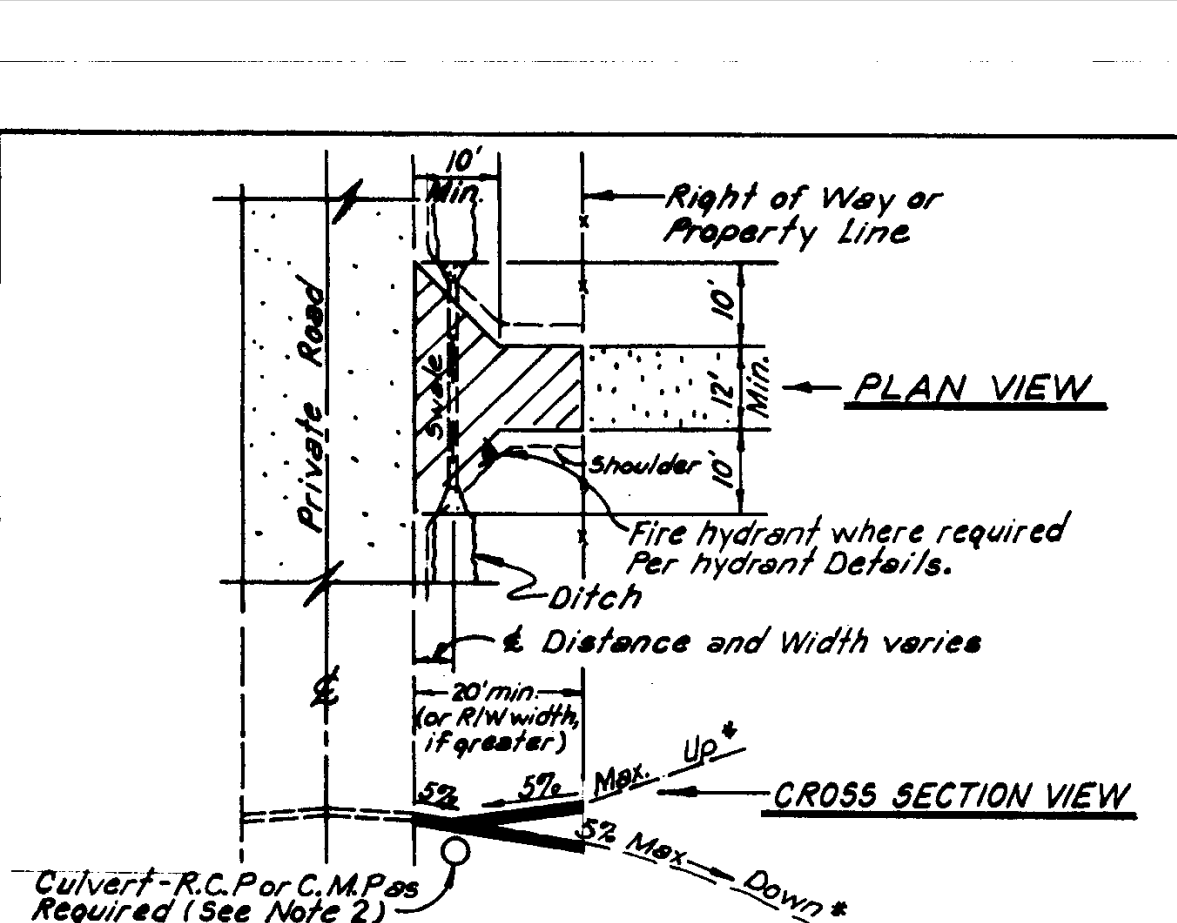 10'
Min.
Right of Way or
Property Line
Private Road
Swale
10'
12'
Min.
10'
PLAN VIEW
Shoulder
Fire hydrant where required
Per hydrant Details.
Ditch
℄ Distance and Width varies
℄
20' min.
(or R/W width,
if greater)
Up*
5%
5% Max.
CROSS SECTION VIEW
5% Max
Down*
Culvert-R.C.P or C.M.P as
Required (See Note 2)